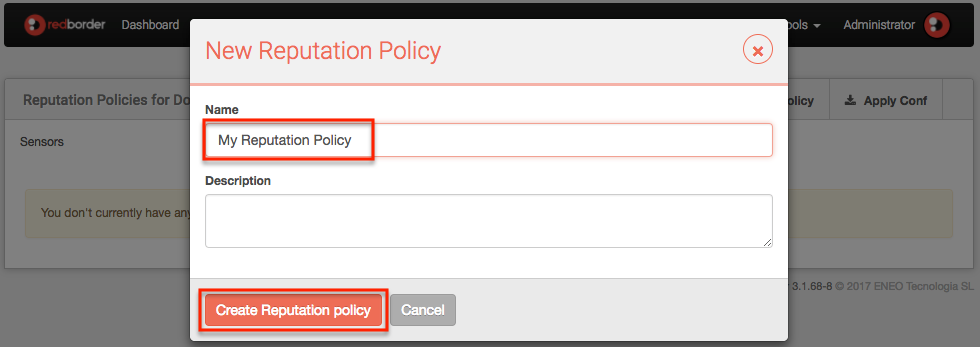 redborder Dashboard ools Administrator
New Reputation Policy
Reputation Policies for Do olicy Apply Conf
Name
My Reputation Policy
Sensors
Description
You don't currently have any
3.1.68-8 © 2017 ENEO Tecnologia SL
Create Reputation policy Cancel